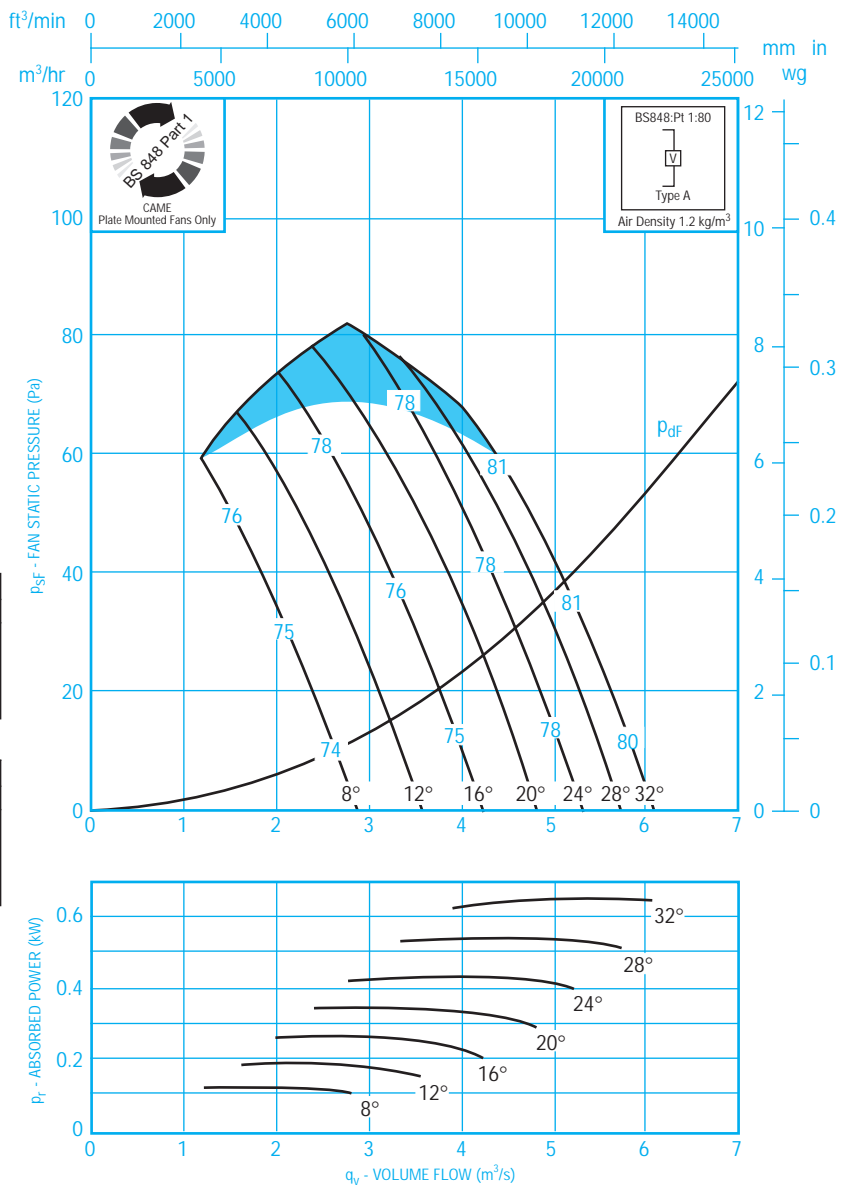 ft³/min 0 2000 4000 6000 8000 10000 12000 14000
m³/hr 0 5000 10000 15000 20000 25000
mm in
wg
BS 848 Part 1
CAME
Plate Mounted Fans Only
BS848:Pt 1:80
V
Type A
Air Density 1.2 kg/m³
pSF - FAN STATIC PRESSURE (Pa)
120
100
80
60
40
20
0
12
10
8
6
4
2
0
0.4
0.3
0.2
0.1
0
pdF
78
78
81
76
78
76
81
75
78
75
80
74
8° 12° 16° 20° 24° 28° 32°
0 1 2 3 4 5 6 7
pr - ABSORBED POWER (kW)
0.6
0.4
0.2
0
32°
28°
24°
20°
16°
12°
8°
0 1 2 3 4 5 6 7
qv - VOLUME FLOW (m³/s)